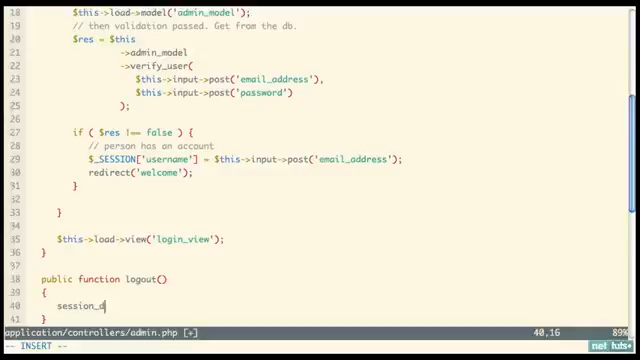 18 $this->load->model('admin_model');
19 // then validation passed. Get from the db.
20 $res = $this
21 ->admin_model
22 ->verify_user(
23 $this->input->post('email_address'),
24 $this->input->post('password')
25 );
26
27 if ( $res !== false ) {
28 // person has an account
29 $_SESSION['username'] = $this->input->post('email_address');
30 redirect('welcome');
31 }
32
33 }
34
35 $this->load->view('login_view');
36 }
37
38 public function logout()
39 {
40 session_d
41 }
application/controllers/admin.php [+] 40,16 89%
-- INSERT --
net tuts+